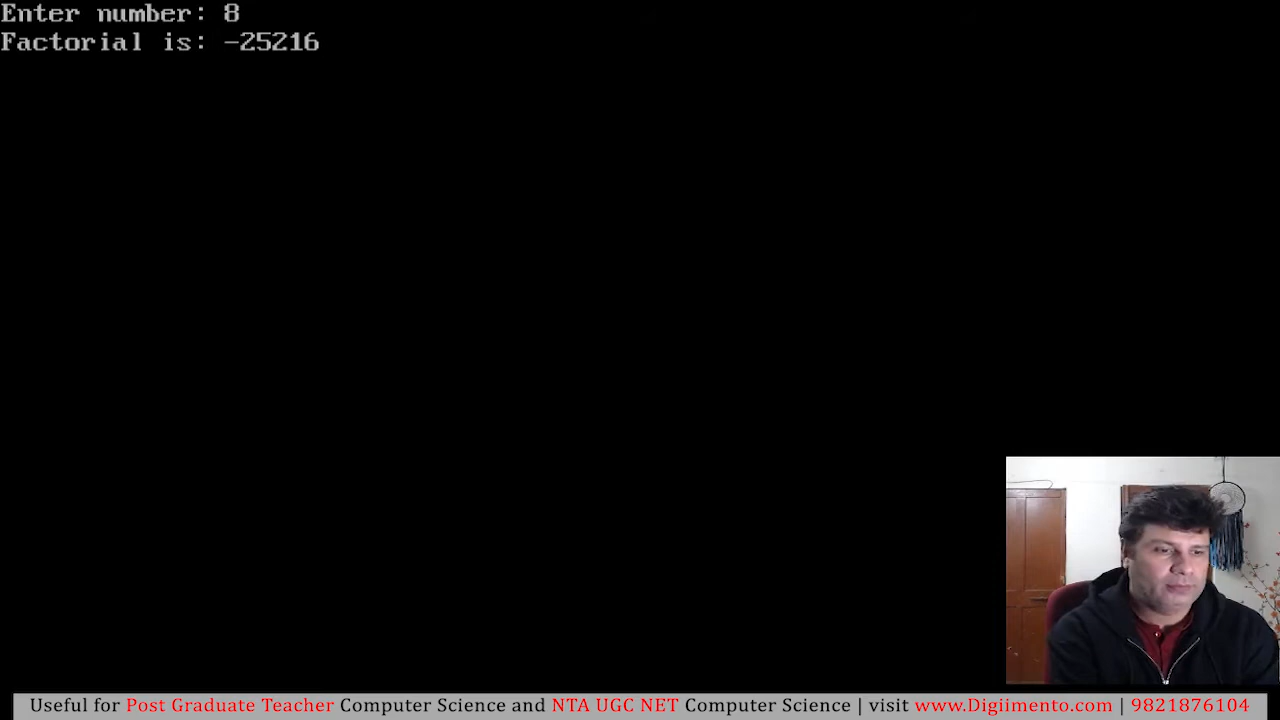 Enter number: 8
Factorial is: -25216
Useful for Post Graduate Teacher Computer Science and NTA UGC NET Computer Science | visit www.Digiimento.com | 9821876104